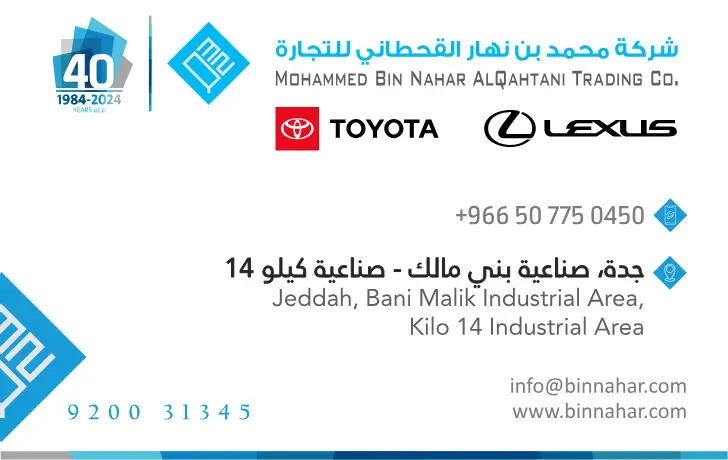 40
1984-2024
YEARS عام
شركة محمد بن نهار القحطاني للتجارة
MOHAMMED BIN NAHAR ALQAHTANI TRADING CO.
TOYOTA LEXUS
+966 50 775 0450
جدة، صناعية بني مالك - صناعية كيلو 14
Jeddah, Bani Malik Industrial Area,
Kilo 14 Industrial Area
info@binnahar.com
www.binnahar.com
9200 31345